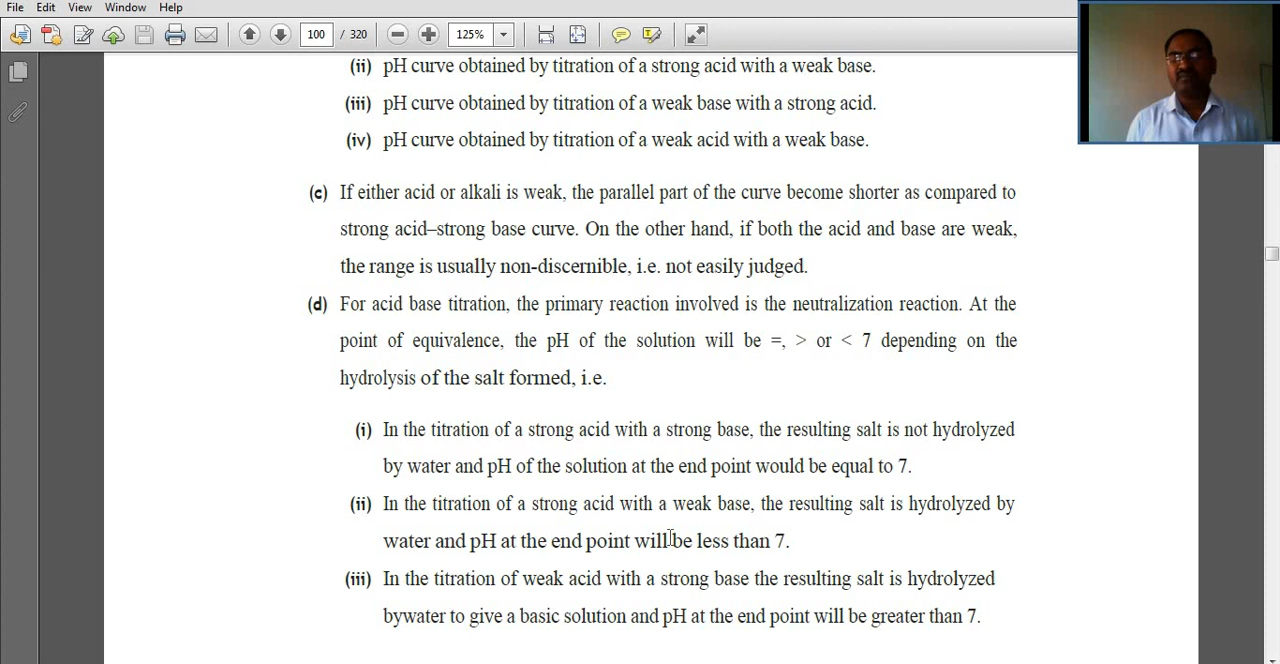 File Edit View Window Help
100 / 320 125%
(ii) pH curve obtained by titration of a strong acid with a weak base.
(iii) pH curve obtained by titration of a weak base with a strong acid.
(iv) pH curve obtained by titration of a weak acid with a weak base.
(c) If either acid or alkali is weak, the parallel part of the curve become shorter as compared to
strong acid–strong base curve. On the other hand, if both the acid and base are weak,
the range is usually non-discernible, i.e. not easily judged.
(d) For acid base titration, the primary reaction involved is the neutralization reaction. At the
point of equivalence, the pH of the solution will be =, > or < 7 depending on the
hydrolysis of the salt formed, i.e.
(i) In the titration of a strong acid with a strong base, the resulting salt is not hydrolyzed
by water and pH of the solution at the end point would be equal to 7.
(ii) In the titration of a strong acid with a weak base, the resulting salt is hydrolyzed by
water and pH at the end point will be less than 7.
(iii) In the titration of weak acid with a strong base the resulting salt is hydrolyzed
bywater to give a basic solution and pH at the end point will be greater than 7.